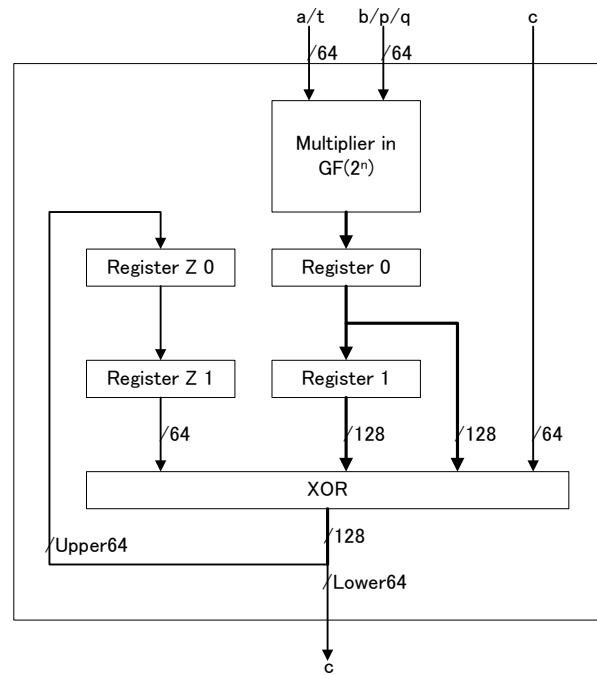 a/t b/p/q c
/64 /64
Multiplier in
GF(2ⁿ)
Register Z 0 Register 0
Register Z 1 Register 1
/64 /128 /128 /64
XOR
/Upper64 /128
/Lower64
c